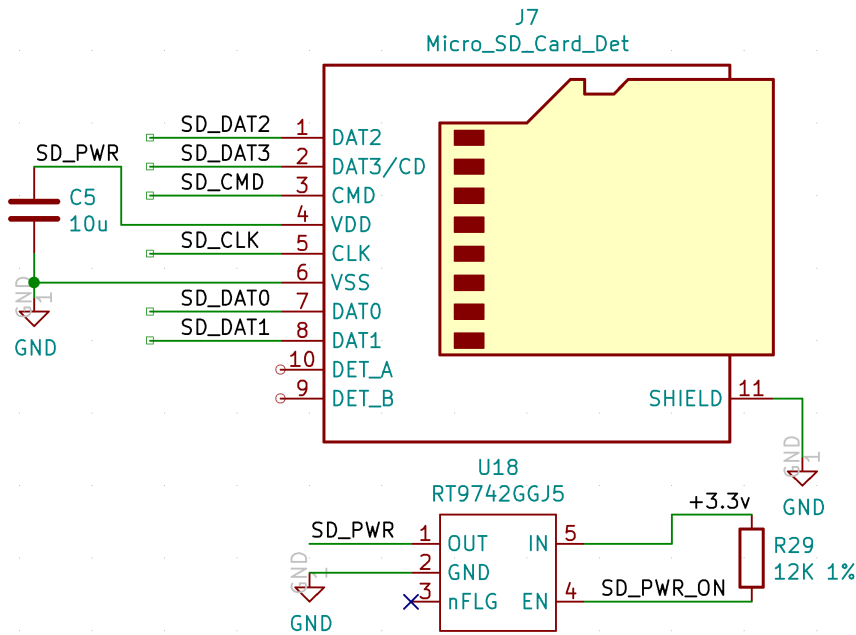 J7
Micro_SD_Card_Det
SD_DAT2 1 DAT2
SD_PWR SD_DAT3 2 DAT3/CD
SD_CMD 3 CMD
C5
10u
4 VDD
SD_CLK 5 CLK
6 VSS
GND 1
SD_DAT0 7 DAT0
SD_DAT1 8 DAT1
GND
10 DET_A
9 DET_B
SHIELD 11
GND 1
GND
U18
RT9742GGJ5
+3.3v
SD_PWR 1 OUT IN 5
R29
12K 1%
2 GND
GND 1
3 nFLG EN 4 SD_PWR_ON
GND